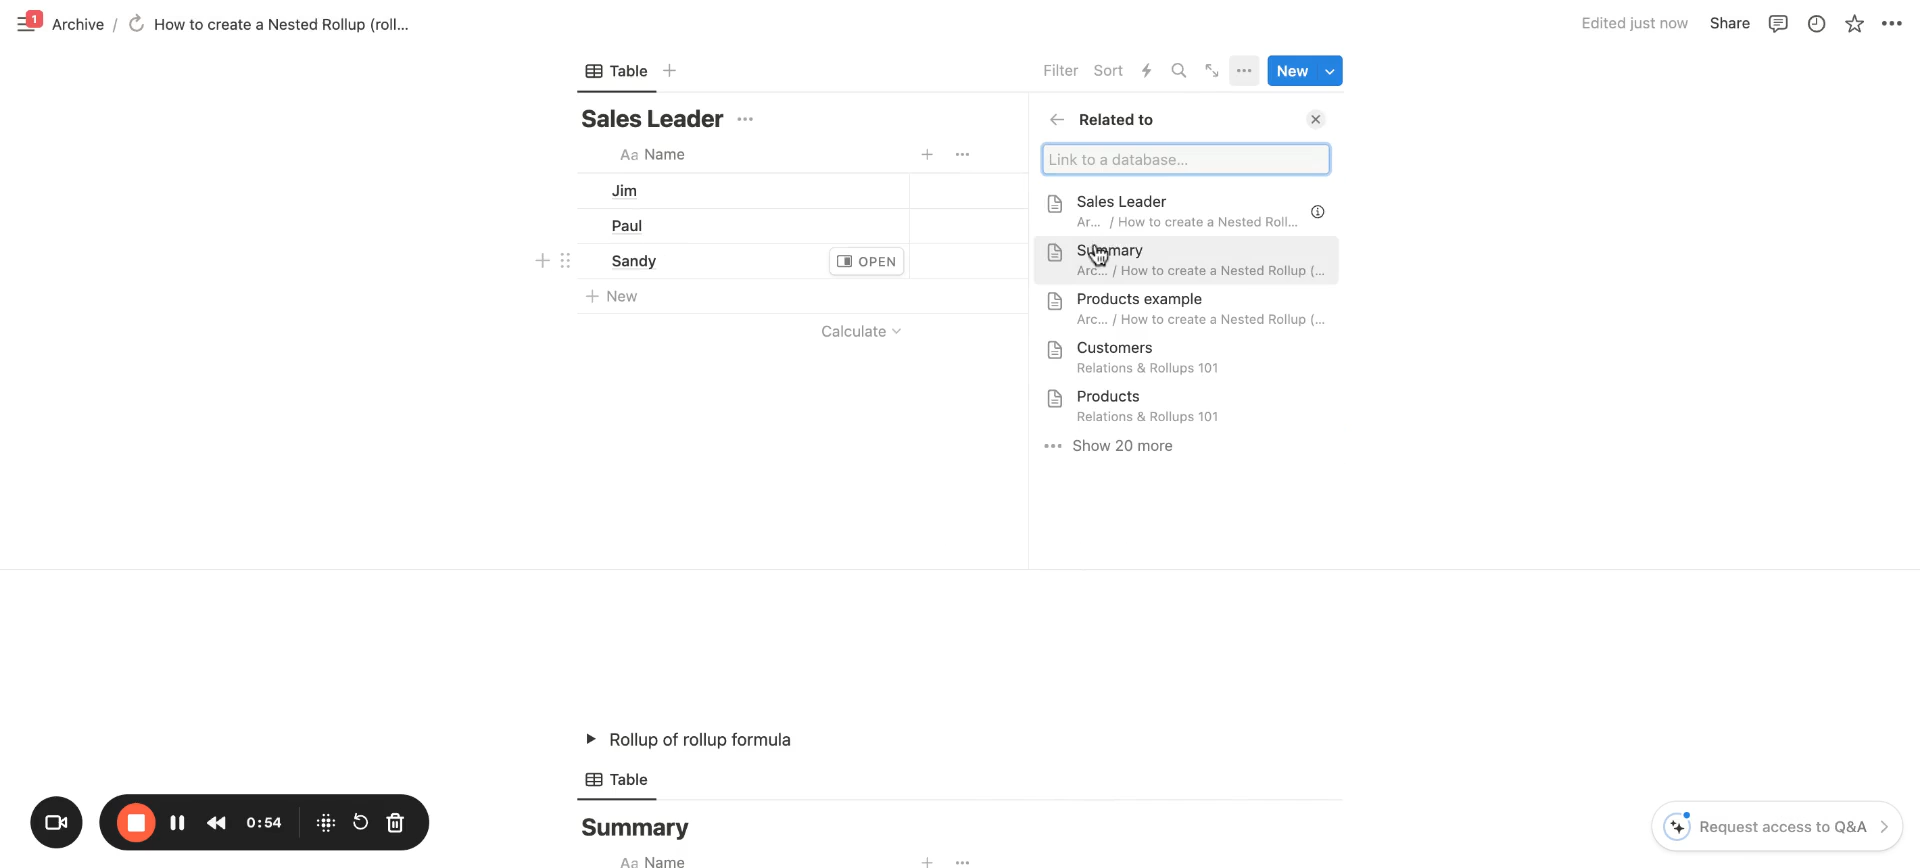 1
Archive / How to create a Nested Rollup (roll...
Edited just now Share
Table
Filter Sort New
Sales Leader
Aa Name
Jim
Paul
Sandy OPEN
New
Calculate
Related to
Link to a database...
Sales Leader
Ar... / How to create a Nested Roll...
Summary
Arc... / How to create a Nested Rollup (...
Products example
Arc... / How to create a Nested Rollup (...
Customers
Relations & Rollups 101
Products
Relations & Rollups 101
Show 20 more
Rollup of rollup formula
Table
Summary
Aa Name
0:54
Request access to Q&A